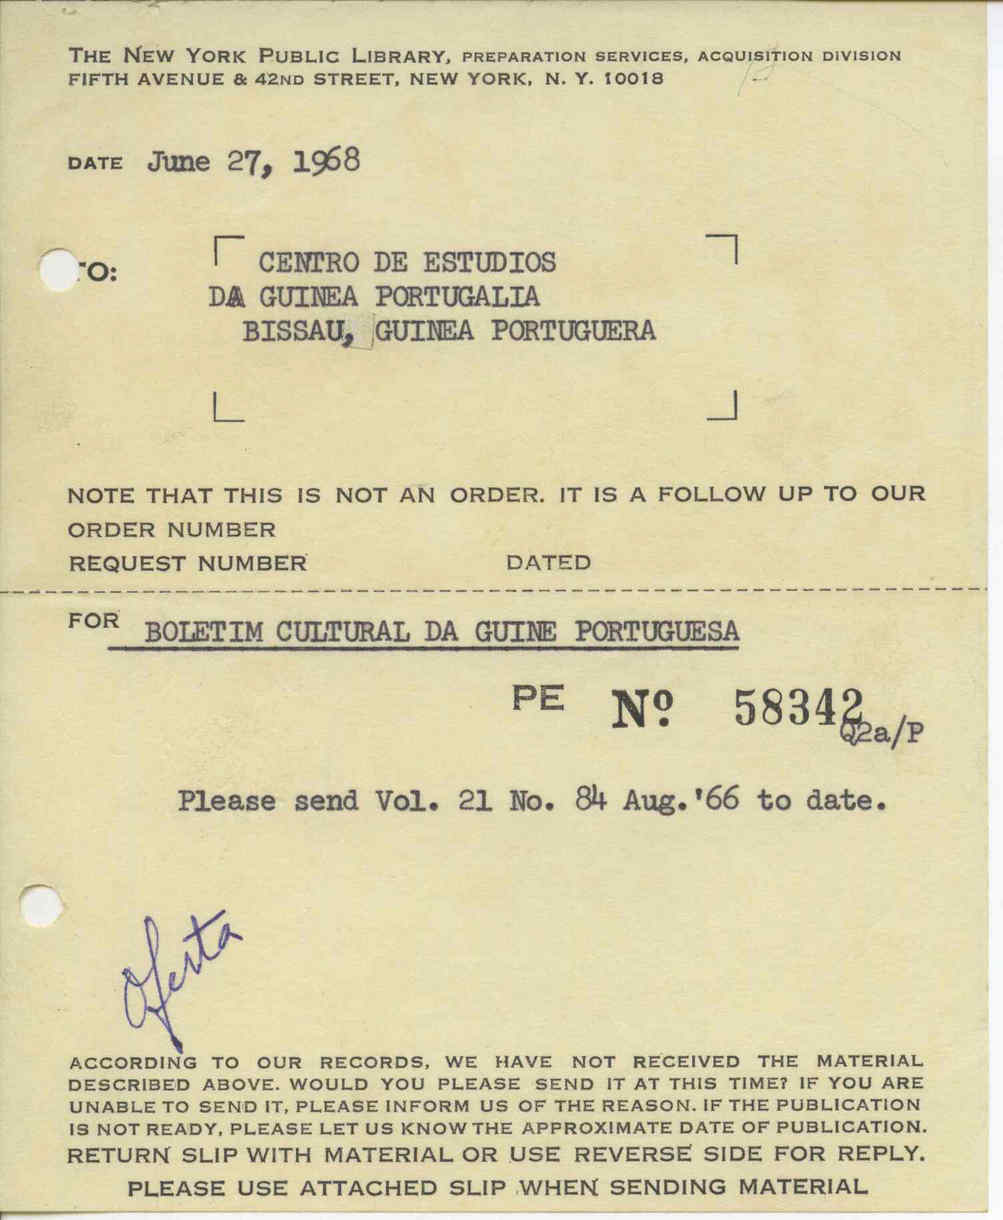 THE NEW YORK PUBLIC LIBRARY, PREPARATION SERVICES, ACQUISITION DIVISION
FIFTH AVENUE & 42ND STREET, NEW YORK, N. Y. 10018
DATE June 27, 1968
TO:
CENTRO DE ESTUDIOS
DA GUINEA PORTUGALIA
BISSAU, GUINEA PORTUGUERA
NOTE THAT THIS IS NOT AN ORDER. IT IS A FOLLOW UP TO OUR
ORDER NUMBER
REQUEST NUMBER DATED
FOR BOLETIM CULTURAL DA GUINE PORTUGUESA
PE Nº 58342
Q2a/P
Please send Vol. 21 No. 84 Aug.'66 to date.
Oferta
ACCORDING TO OUR RECORDS, WE HAVE NOT RECEIVED THE MATERIAL
DESCRIBED ABOVE. WOULD YOU PLEASE SEND IT AT THIS TIME? IF YOU ARE
UNABLE TO SEND IT, PLEASE INFORM US OF THE REASON. IF THE PUBLICATION
IS NOT READY, PLEASE LET US KNOW THE APPROXIMATE DATE OF PUBLICATION.
RETURN SLIP WITH MATERIAL OR USE REVERSE SIDE FOR REPLY.
PLEASE USE ATTACHED SLIP WHEN SENDING MATERIAL